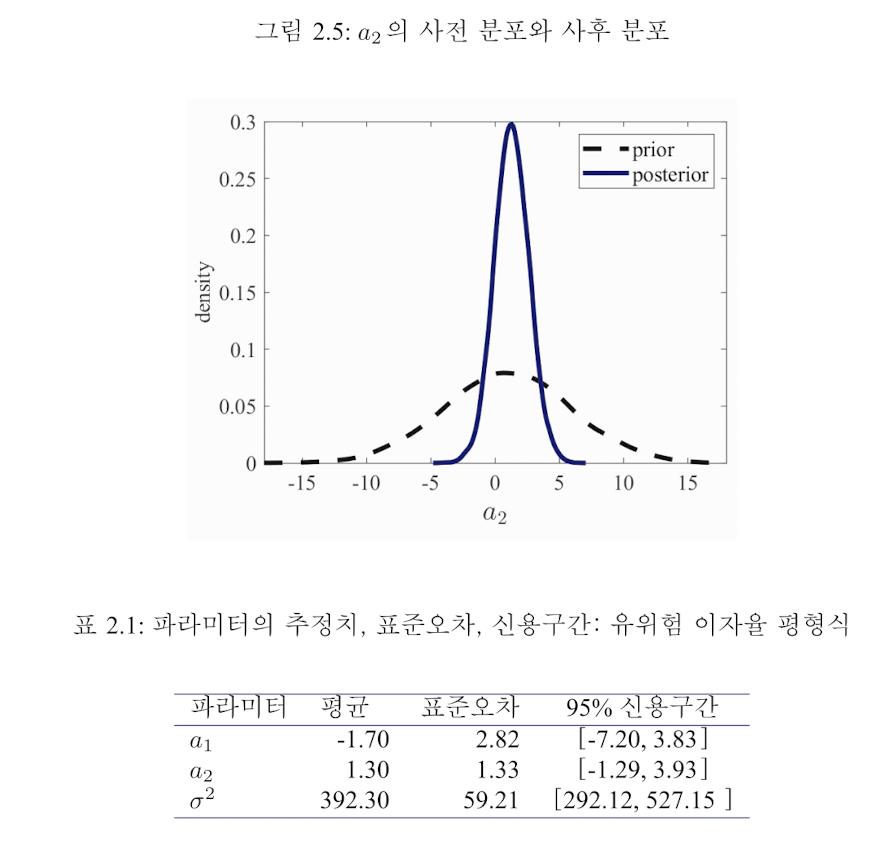 그림 2.5: a₂의 사전 분포와 사후 분포
0.3
0.25
0.2
0.15
0.1
0.05
0
density
prior
posterior
-15 -10 -5 0 5 10 15
a₂
표 2.1: 파라미터의 추정치, 표준오차, 신용구간: 유위험 이자율 평형식
파라미터 평균 표준오차 95% 신용구간
a₁ -1.70 2.82 [-7.20, 3.83]
a₂ 1.30 1.33 [-1.29, 3.93]
σ² 392.30 59.21 [292.12, 527.15 ]